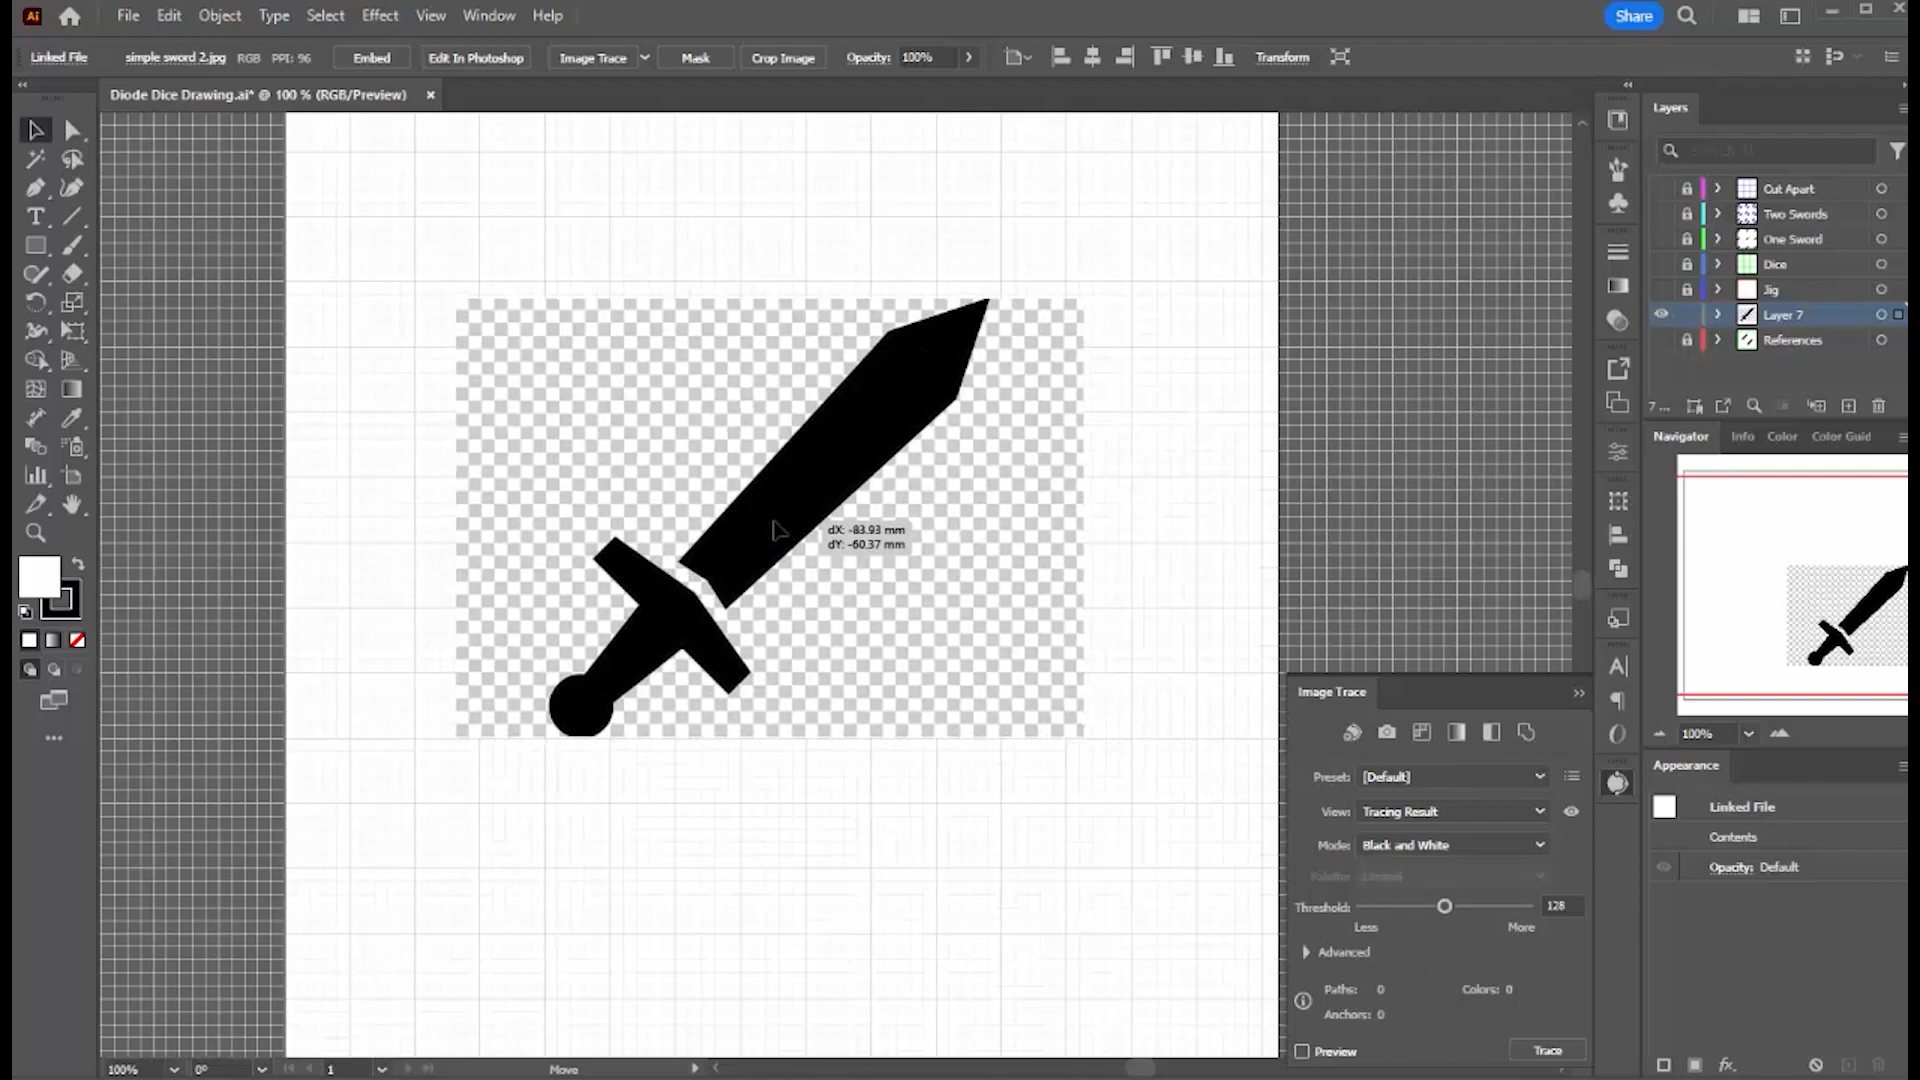 Ai File Edit Object Type Select Effect View Window Help Share
Linked File simple sword 2.jpg RGB PPI: 96 Embed Edit In Photoshop Image Trace Mask Crop Image Opacity: 100% Transform
Diode Dice Drawing.ai* @ 100 % (RGB/Preview)
Layers
Cut Apart
Two Swords
One Sword
Dice
Jig
Layer 7
References
7 ...
Navigator Info Color Color Guid
dX: -83.93 mm
dY: -60.37 mm
100%
Appearance
Linked File
Contents
Opacity: Default
Image Trace
Preset: [Default]
View: Tracing Result
Mode: Black and White
Threshold: 128
Less More
Advanced
Paths: 0 Colors: 0
Anchors: 0
Preview Trace
100% 0° 1 Move